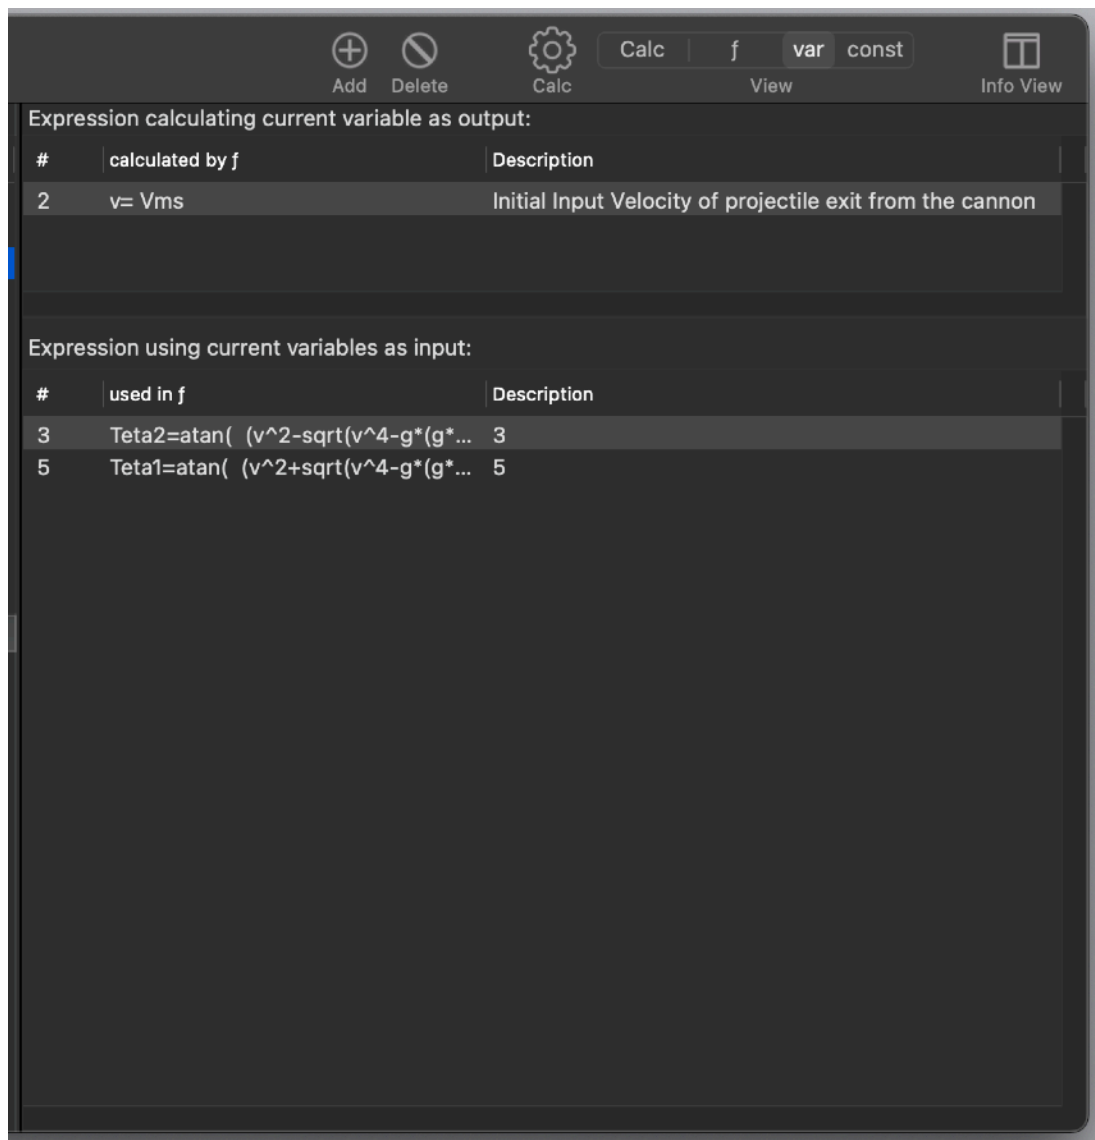 Calc ƒ var const
Add Delete Calc View Info View
Expression calculating current variable as output:
# calculated by ƒ Description
2 v= Vms Initial Input Velocity of projectile exit from the cannon
Expression using current variables as input:
# used in ƒ Description
3 Teta2=atan( (v^2-sqrt(v^4-g*(g*... 3
5 Teta1=atan( (v^2+sqrt(v^4-g*(g*... 5